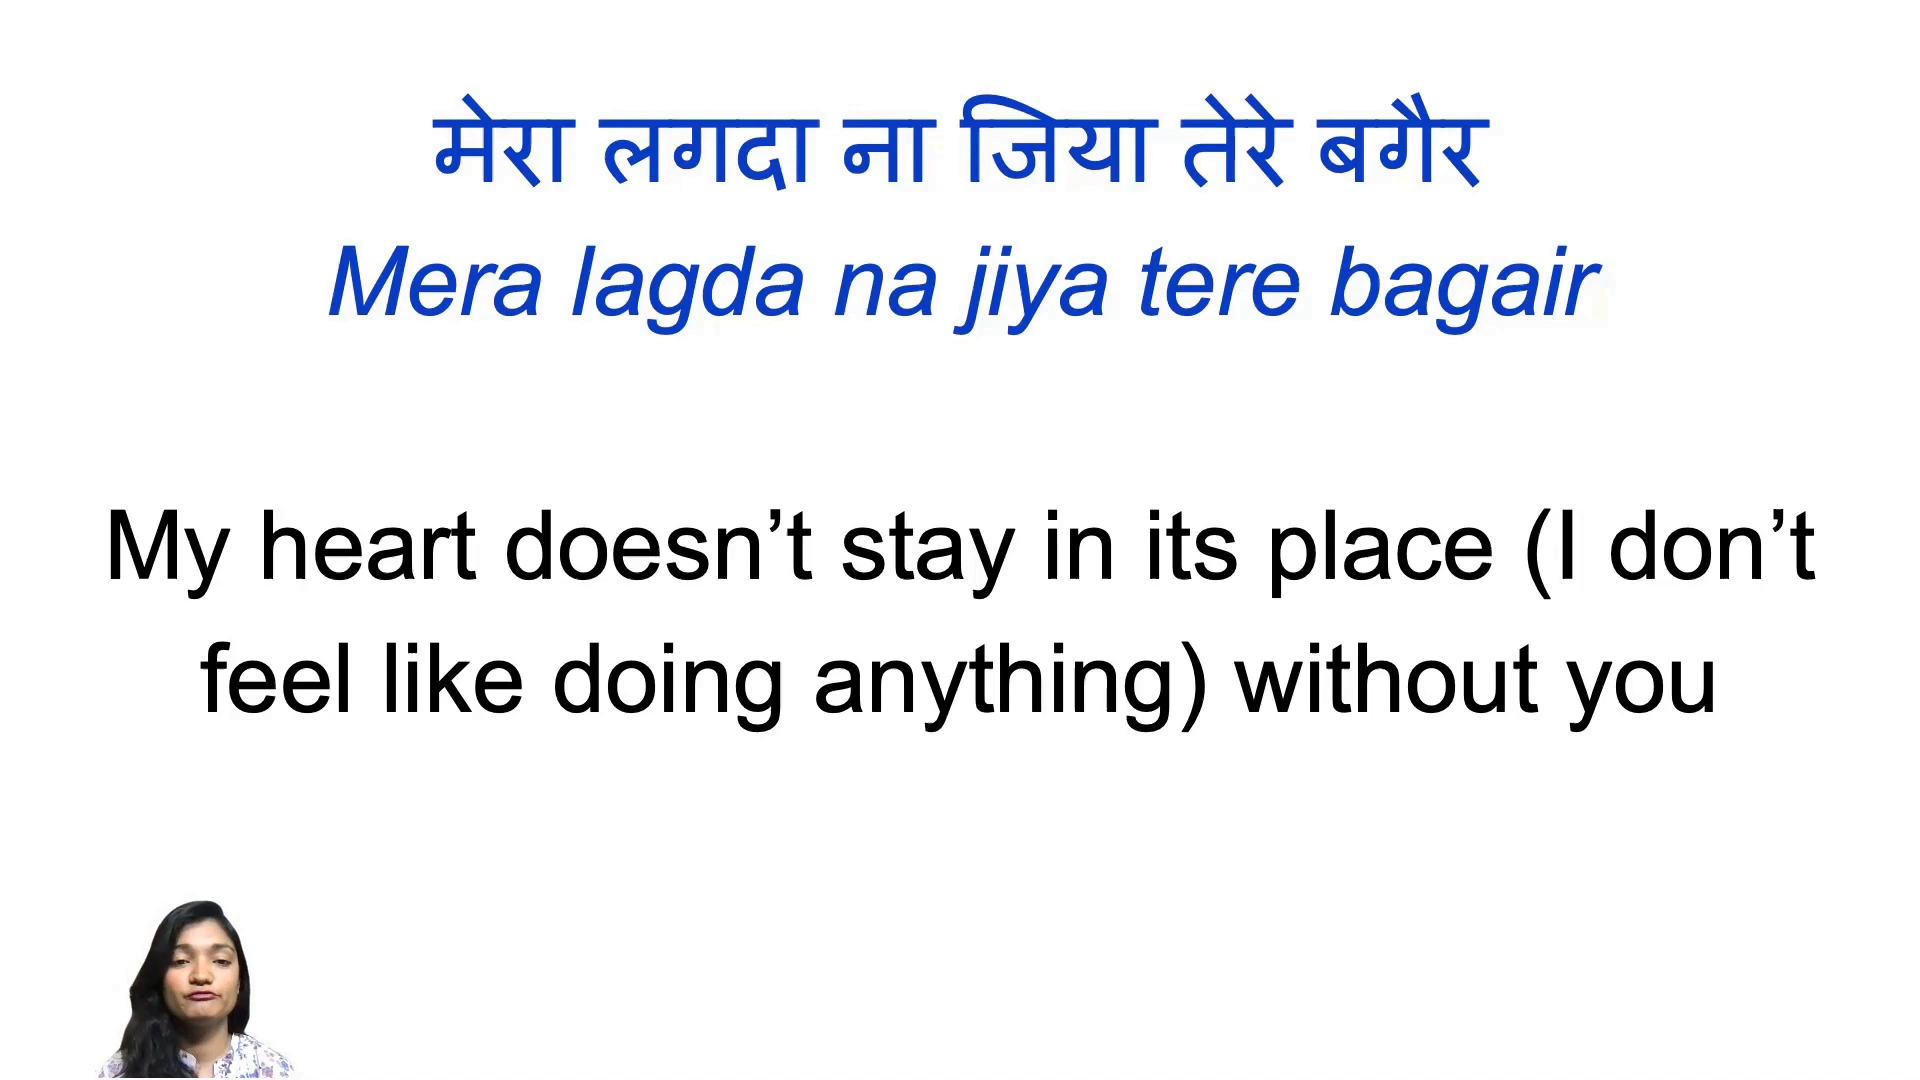 मेरा लगदा ना जिया तेरे बगैर
Mera lagda na jiya tere bagair
My heart doesn’t stay in its place (I don’t
feel like doing anything) without you